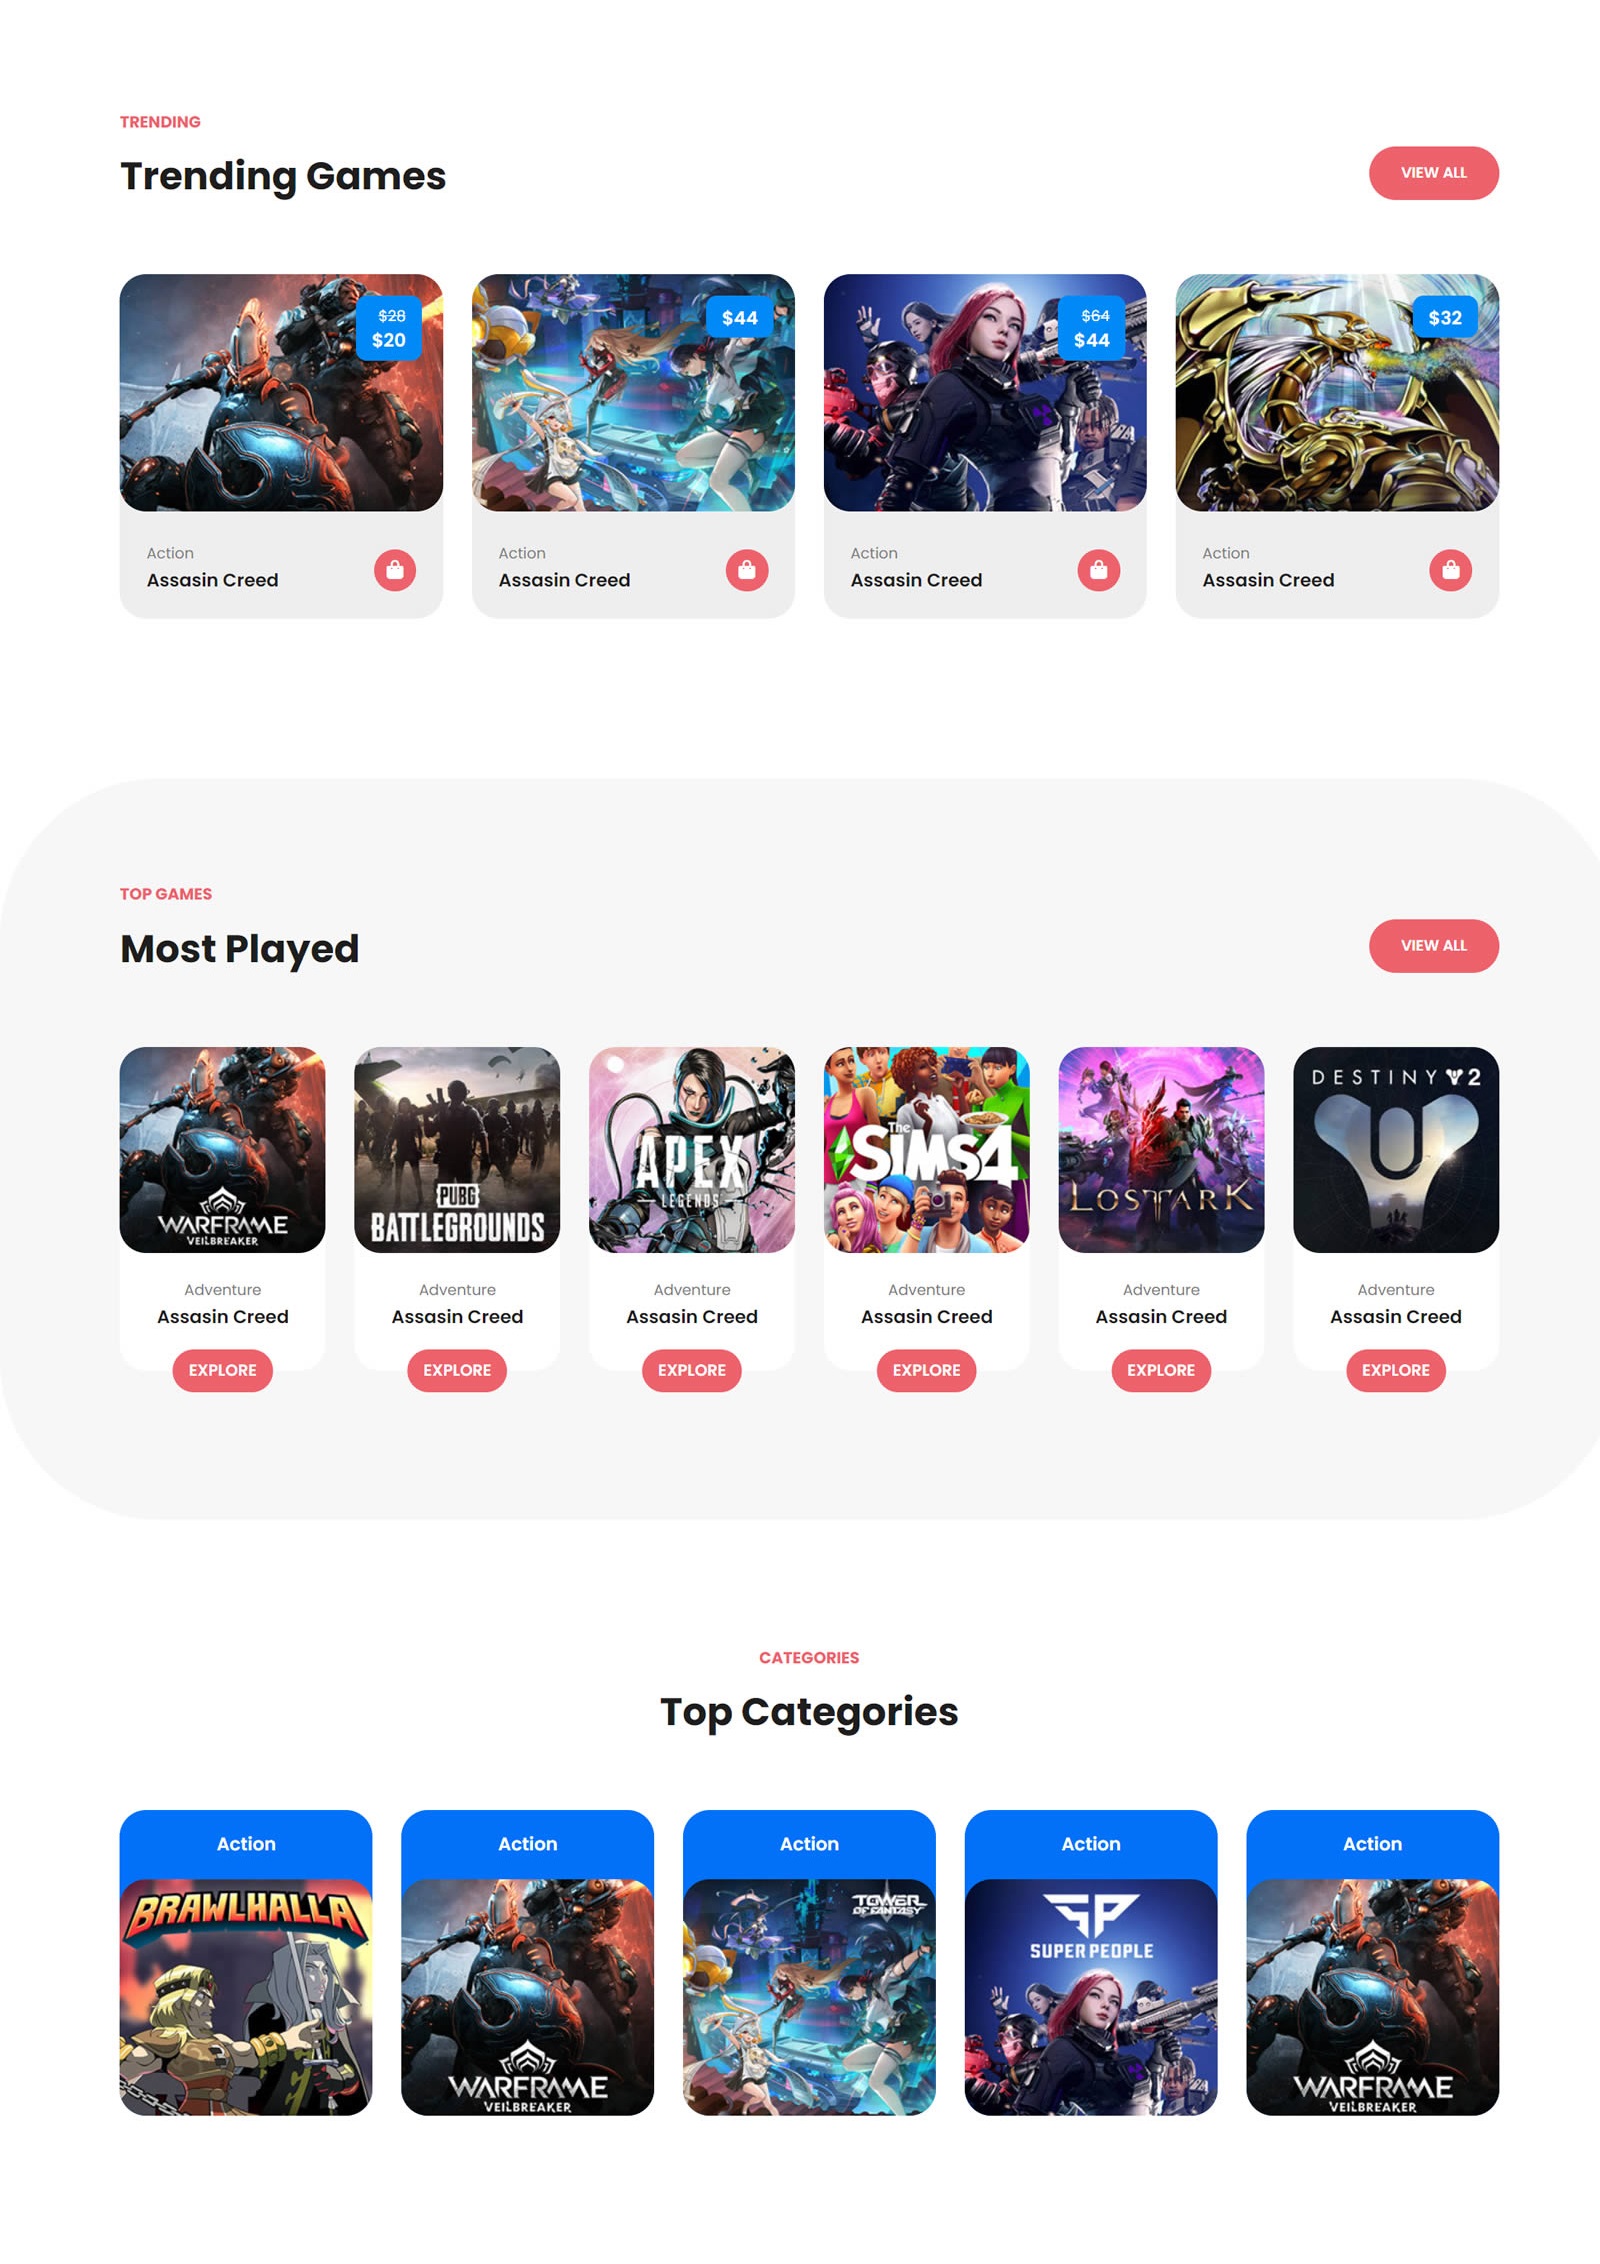 TRENDING
Trending Games
VIEW ALL
$28
$20
$44
$64
$44
$32
Action
Assasin Creed
Action
Assasin Creed
Action
Assasin Creed
Action
Assasin Creed
TOP GAMES
Most Played
VIEW ALL
WARFRAME
VEILBREAKER
PUBG
BATTLEGROUNDS
APEX
LEGENDS
The
SIMS4
LOST ARK
DESTINY 2
Adventure
Assasin Creed
EXPLORE
Adventure
Assasin Creed
EXPLORE
Adventure
Assasin Creed
EXPLORE
Adventure
Assasin Creed
EXPLORE
Adventure
Assasin Creed
EXPLORE
Adventure
Assasin Creed
EXPLORE
CATEGORIES
Top Categories
Action
BRAWLHALLA
Action
WARFRAME
VEILBREAKER
Action
TOWER
OF FANTASY
Action
SP
SUPER PEOPLE
Action
WARFRAME
VEILBREAKER